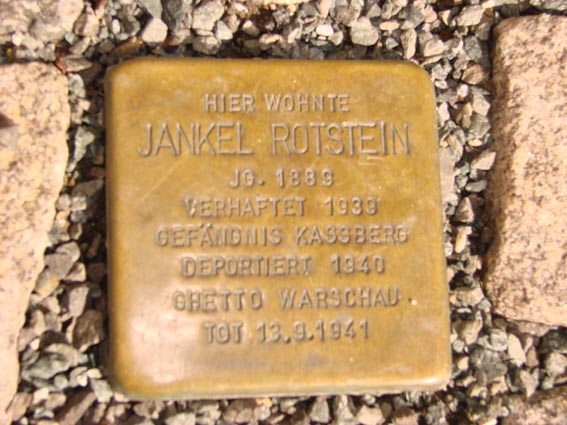 HIER WOHNTE
JANKEL ROTSTEIN
JG. 1889
VERHAFTET 1939
GEFÄNGNIS KASSBERG
DEPORTIERT 1940
GHETTO WARSCHAU
TOT 13.9.1941